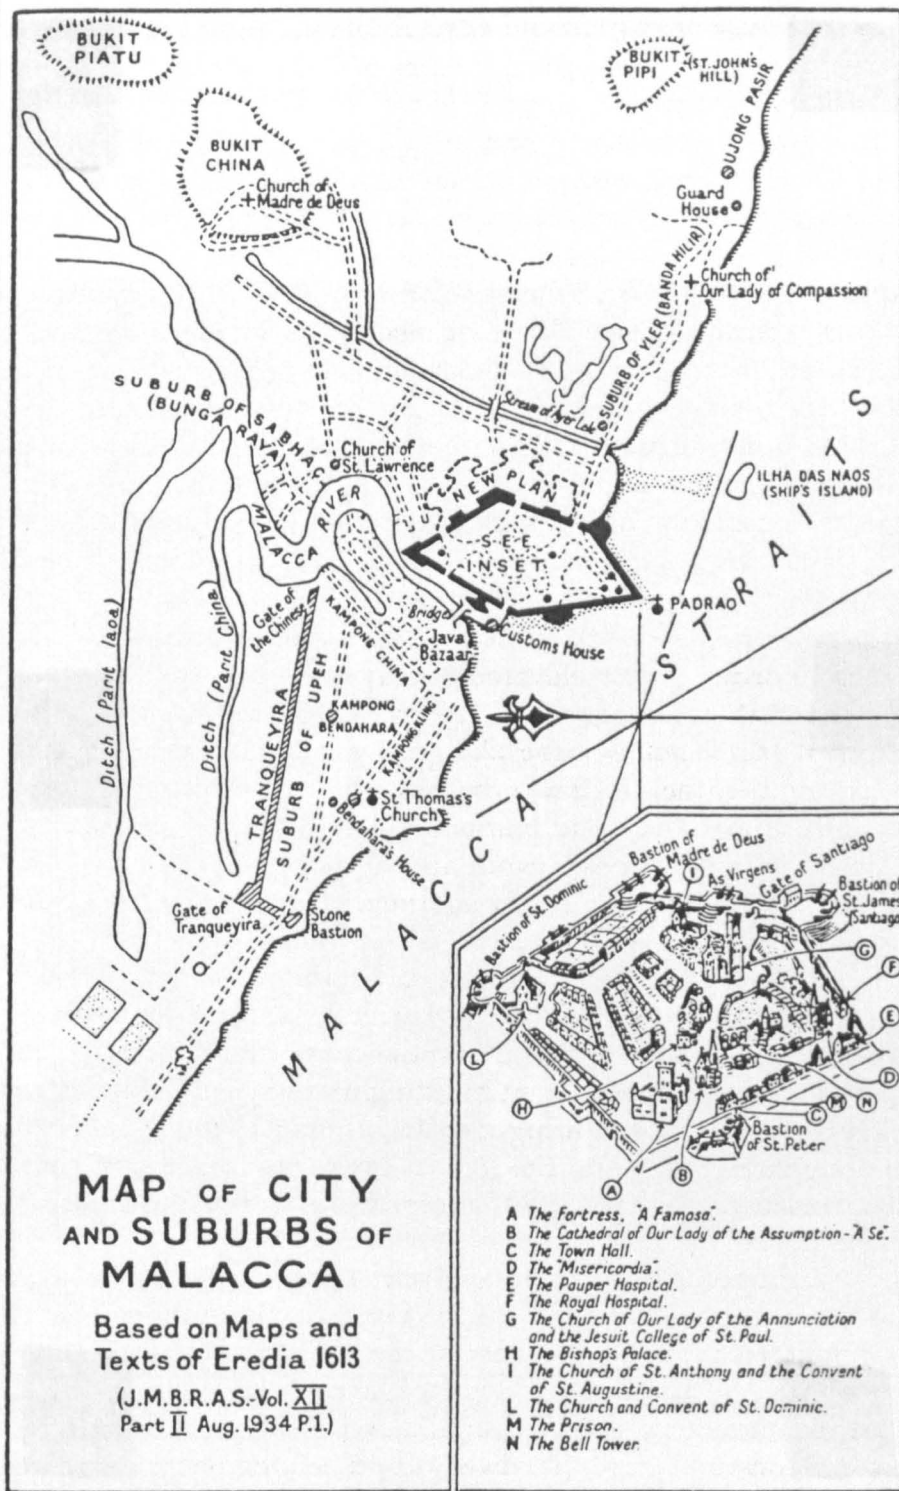 BUKIT
PIATU
BUKIT
PIPI
(ST. JOHN'S
HILL)
UJONG PASIR
BUKIT
CHINA
Church of
Madre de Deus
Guard
House
Church of
Our Lady of Compassion
SUBURB OF YLER (BANDA HILIR)
Stream of Ayer Leke
SUBURB OF SABHAC
(BUNGA RAYA)
Church of
St. Lawrence
MALACCA RIVER
NEW PLAN
SEE
INSET
ILHA DAS NAOS
(SHIP'S ISLAND)
PADRAO
Bridge
Customs House
Java
Bazaar
Gate of
the Chinese
KAMPONG CHINA
Ditch (Parit Jaoa)
Ditch (Parit China)
TRANQUEYIRA
SUBURB OF UPEH
KAMPONG
BENDAHARA
KAMPONG KLING
St Thomas's
Church
Bendahara's House
Gate of
Tranqueyira
Stone
Bastion
MALACCA STRAITS
Bastion of
Madre de Deus
I
As Virgens
Gate of Santiago
Bastion of
St. James
(Santiago)
Bastion of St. Dominic
G
F
E
D
L
H
C
M
N
Bastion
of St. Peter
A
B
MAP OF CITY
AND SUBURBS OF
MALACCA
Based on Maps and
Texts of Eredia 1613
(J.M.B.R.A.S.-Vol. XII
Part II Aug. 1934 P.1.)
A The Fortress, "A Famosa".
B The Cathedral of Our Lady of the Assumption - "A Se".
C The Town Hall.
D The "Misericordia".
E The Pauper Hospital.
F The Royal Hospital.
G The Church of Our Lady of the Annunciation
and the Jesuit College of St. Paul.
H The Bishop's Palace.
I The Church of St. Anthony and the Convent
of St. Augustine.
L The Church and Convent of St. Dominic.
M The Prison.
N The Bell Tower.